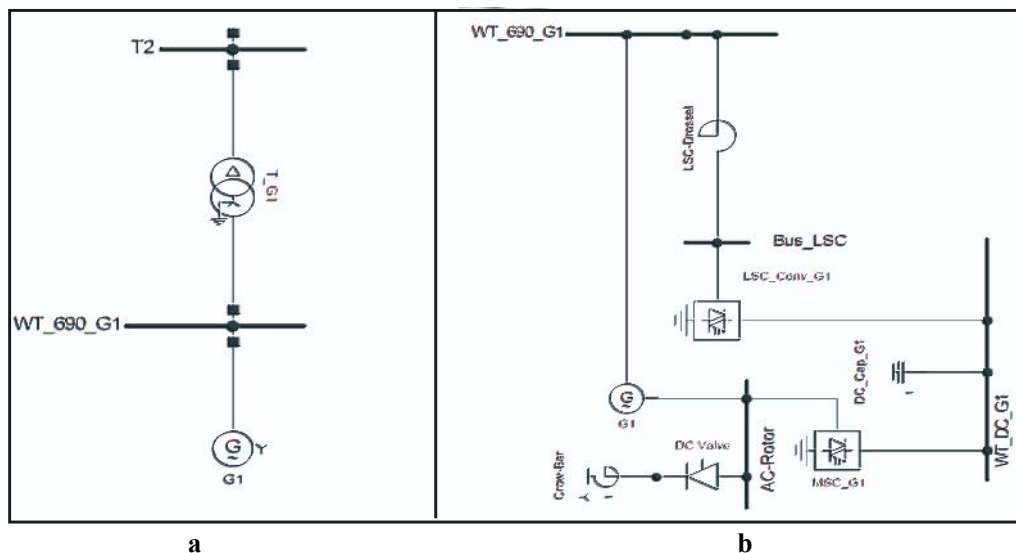 T2
T_G1
WT_690_G1
G
Y
G1
a
WT_690_G1
LSC-Drossel
Bus_LSC
LSC_Conv_G1
DC_Cap_G1
WT_DC_G1
G
G1
DC Valve
AC-Rotor
Crow-Bar
Y
MSC_G1
b